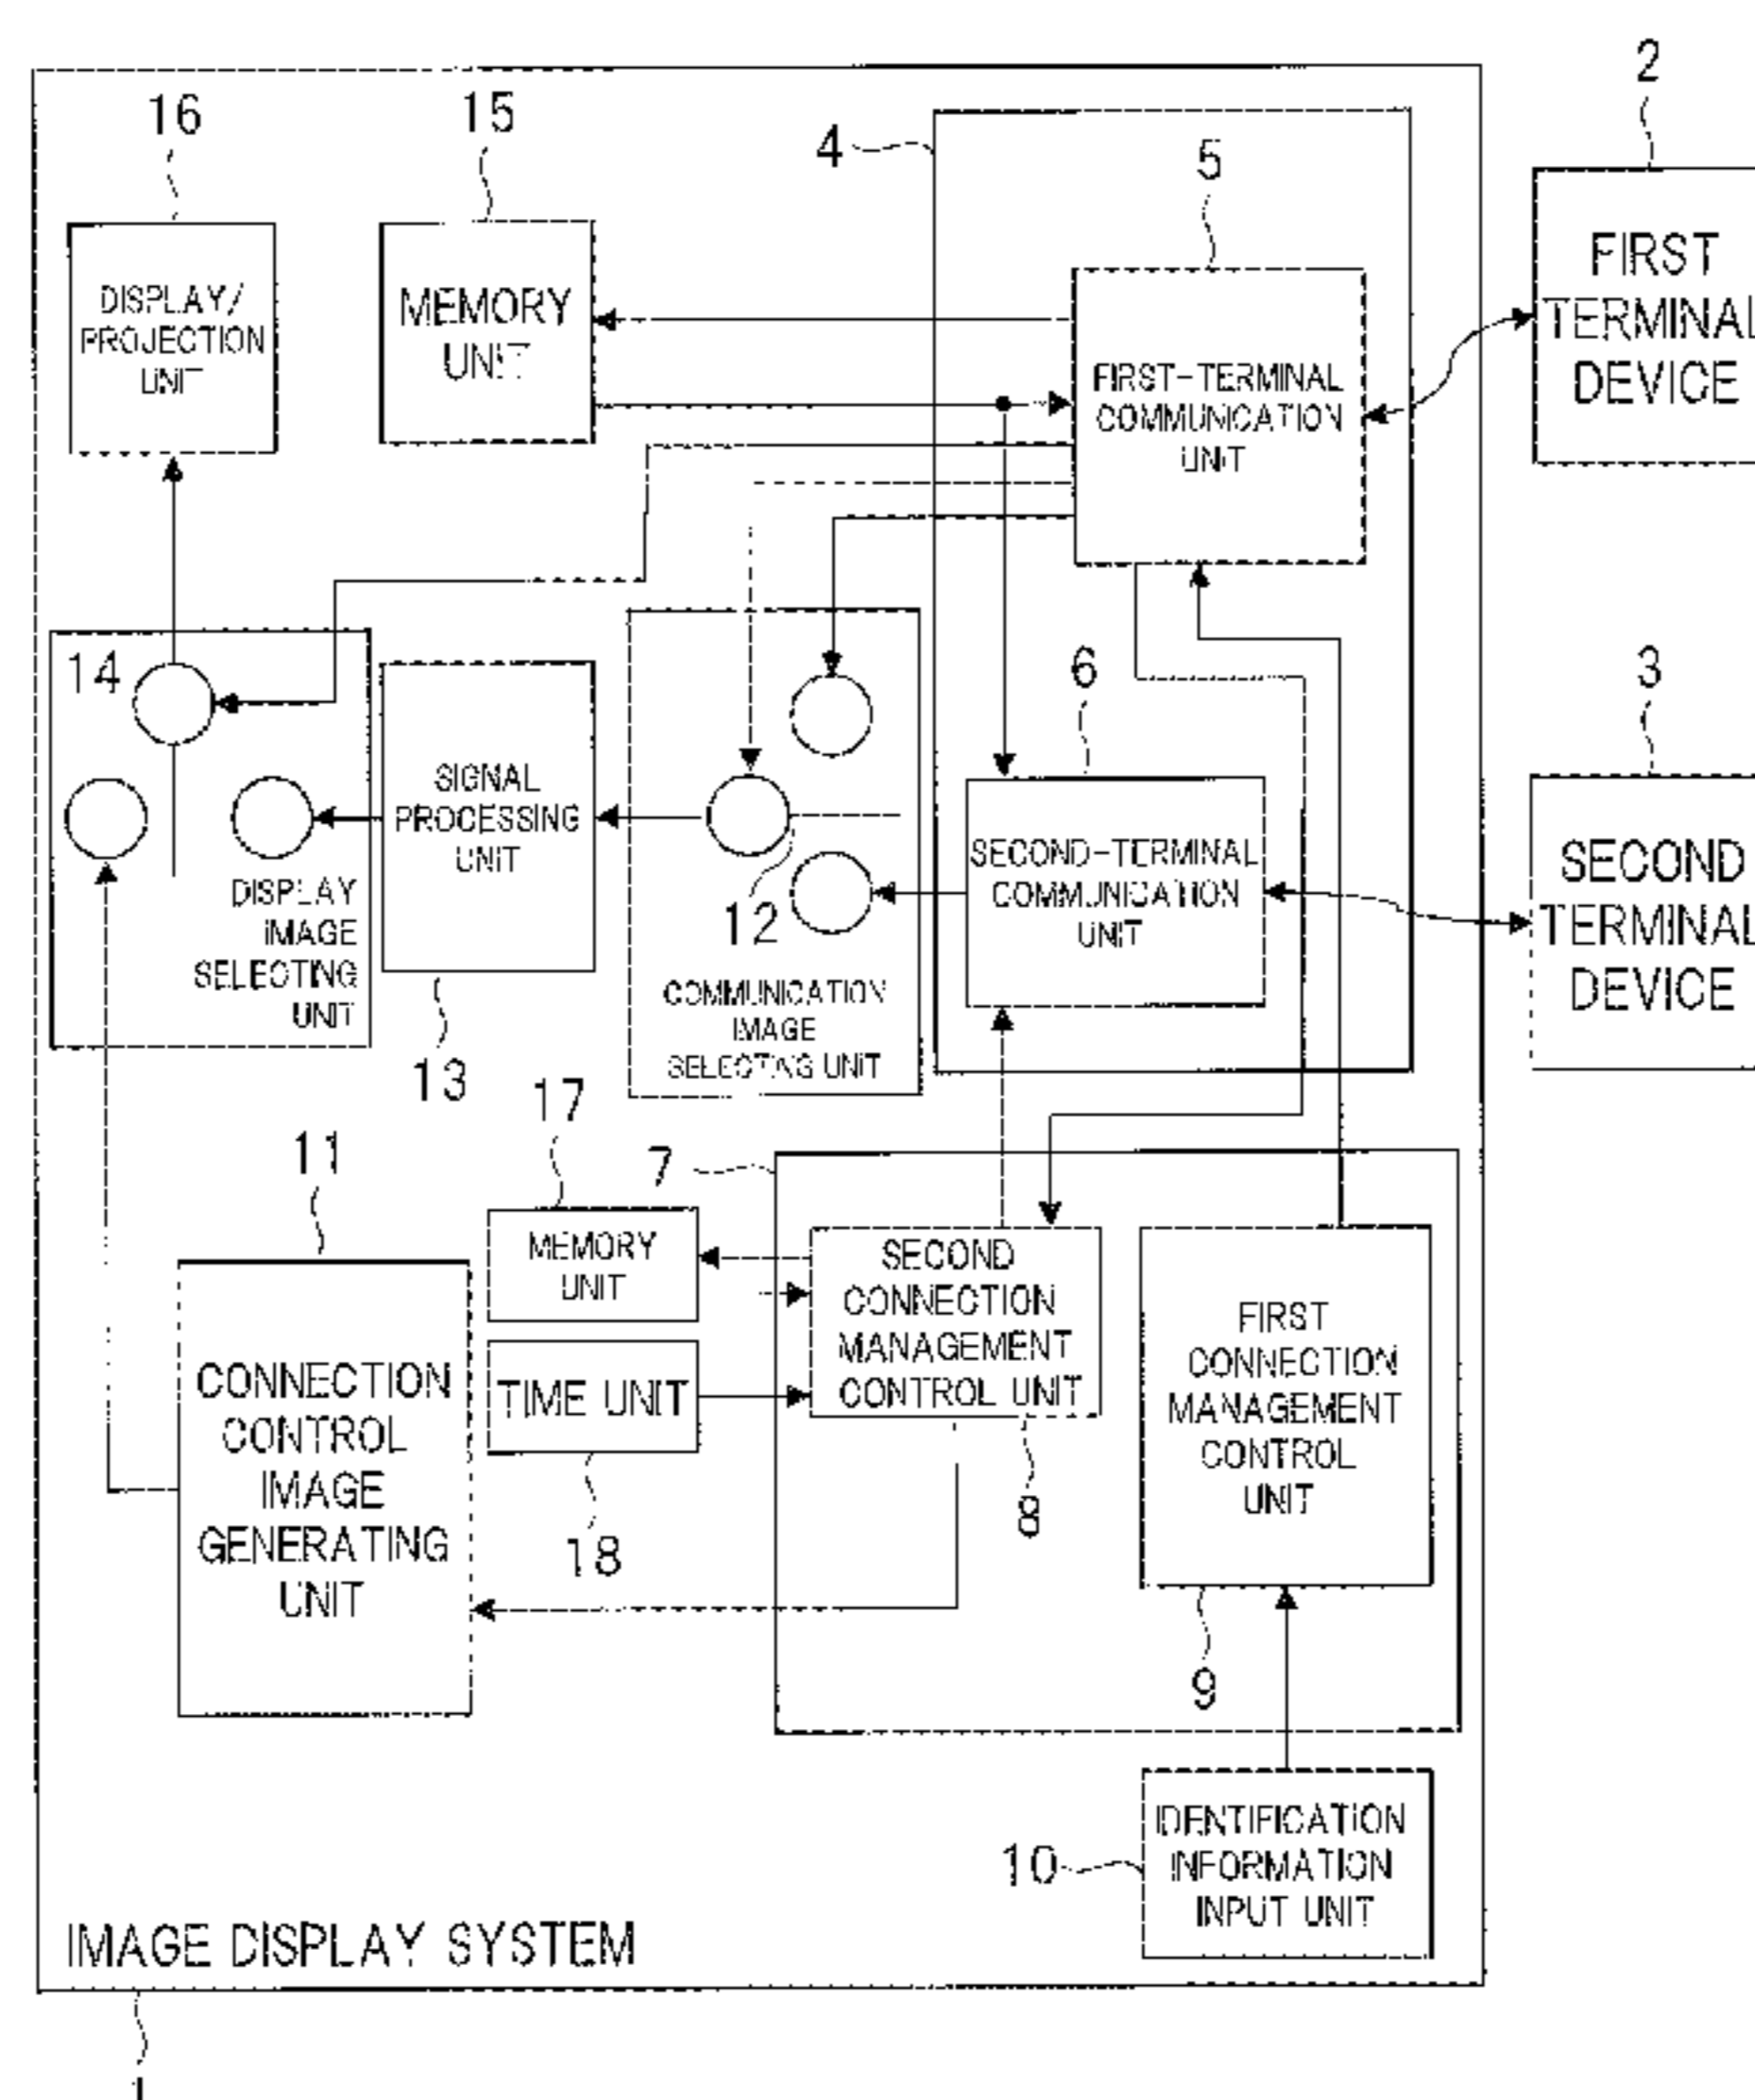 2
16
15
4
5
FIRST
TERMINAL
DEVICE
DISPLAY/
PROJECTION
UNIT
MEMORY
UNIT
FIRST-TERMINAL
COMMUNICATION
UNIT
14
6
3
SIGNAL
PROCESSING
UNIT
SECOND-TERMINAL
COMMUNICATION
UNIT
SECOND
TERMINAL
DEVICE
DISPLAY
IMAGE
SELECTING
UNIT
12
COMMUNICATION
IMAGE
SELECTING UNIT
13
17
11
7
MEMORY
UNIT
SECOND
CONNECTION
MANAGEMENT
CONTROL UNIT
FIRST
CONNECTION
MANAGEMENT
CONTROL
UNIT
CONNECTION
CONTROL
IMAGE
GENERATING
UNIT
TIME UNIT
18
8
9
10
IDENTIFICATION
INFORMATION
INPUT UNIT
IMAGE DISPLAY SYSTEM
1